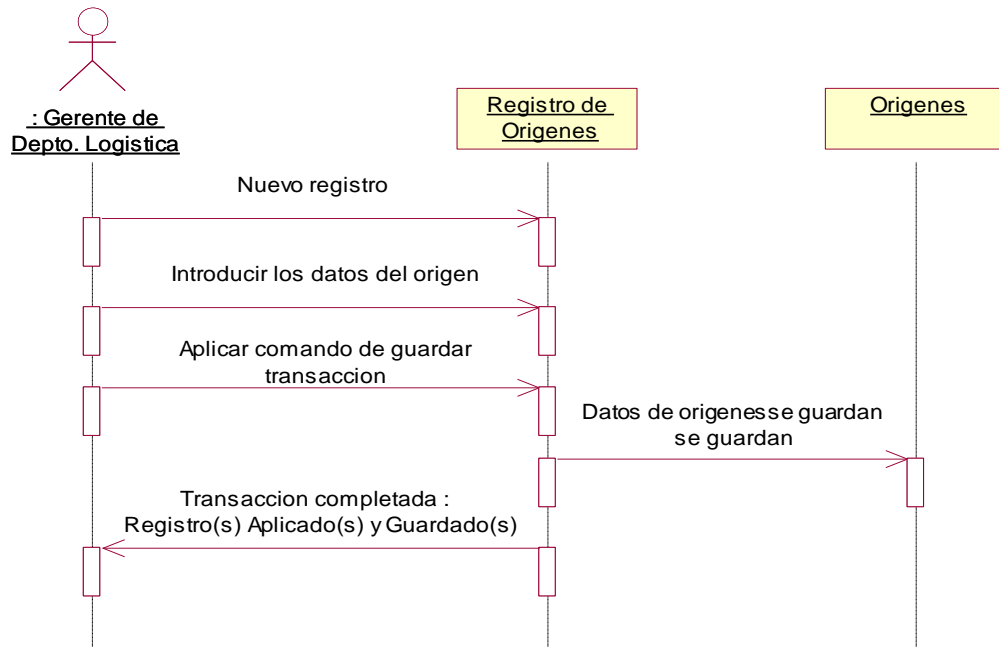 : Gerente de
Depto. Logistica
Registro de
Origenes
Origenes
Nuevo registro
Introducir los datos del origen
Aplicar comando de guardar
transaccion
Datos de origenesse guardan
se guardan
Transaccion completada :
Registro(s) Aplicado(s) y Guardado(s)